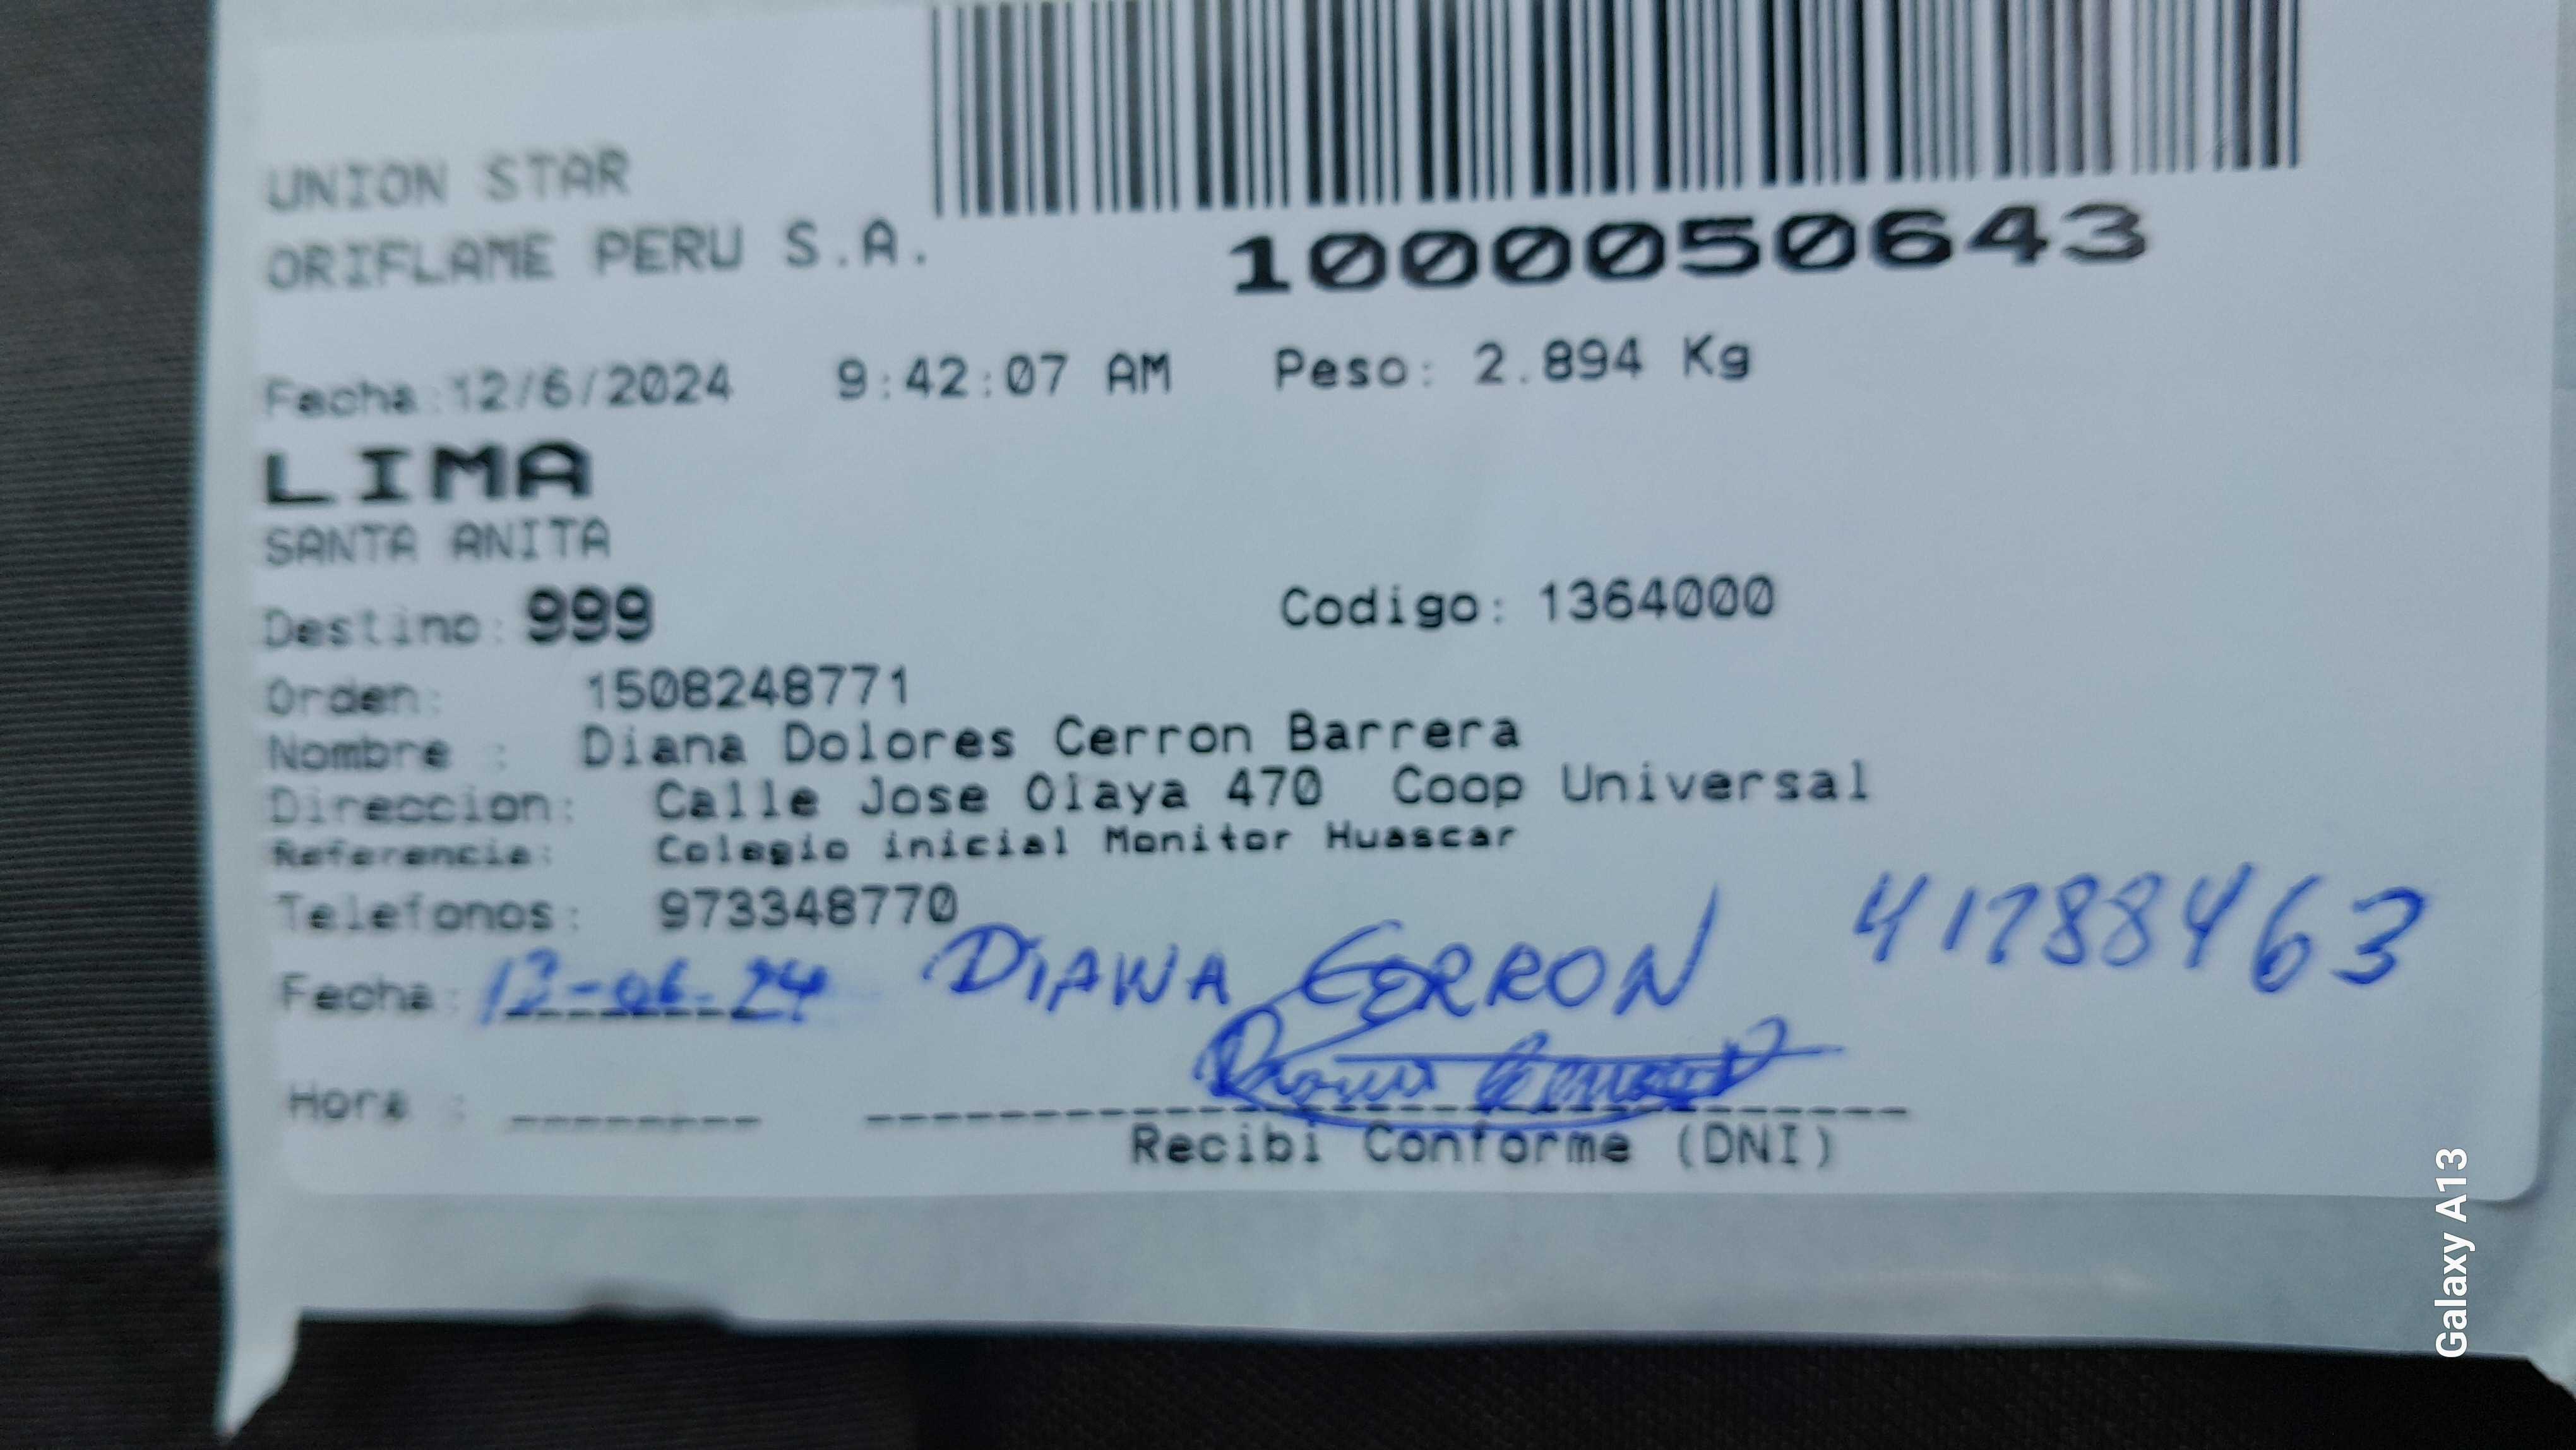 UNION STAR
ORIFLAME PERU S.A.
1000050643
Fecha:12/6/2024 9:42:07 AM Peso: 2.894 Kg
LIMA
SANTA ANITA
Destino: 999 Codigo: 1364000
Orden: 1508248771
Nombre : Diana Dolores Cerron Barrera
Direccion: Calle Jose Olaya 470 Coop Universal
Referencia: Colegio inicial Monitor Huascar
Telefonos: 973348770
Fecha: 12-06-24 DIANA CERRON 41788463
Hora :
Recibi Conforme (DNI)
Galaxy A13